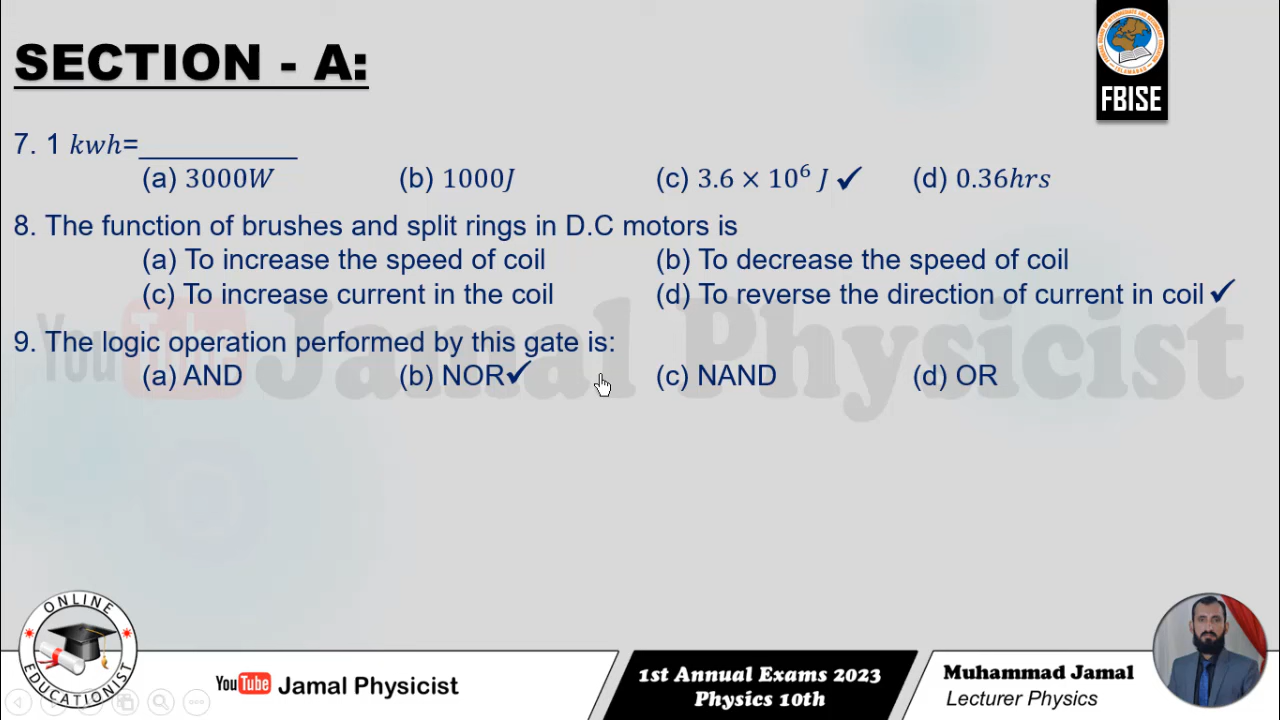 SECTION - A:
FBISE
7. 1 kwh=__________
(a) 3000W (b) 1000J (c) 3.6 × 10⁶ J ✓ (d) 0.36hrs
8. The function of brushes and split rings in D.C motors is
(a) To increase the speed of coil (b) To decrease the speed of coil
(c) To increase current in the coil (d) To reverse the direction of current in coil ✓
YouTube Jamal Physicist
9. The logic operation performed by this gate is:
(a) AND (b) NOR ✓ (c) NAND (d) OR
ONLINE
EDUCATIONIST
YouTube Jamal Physicist
1st Annual Exams 2023
Physics 10th
Muhammad Jamal
Lecturer Physics